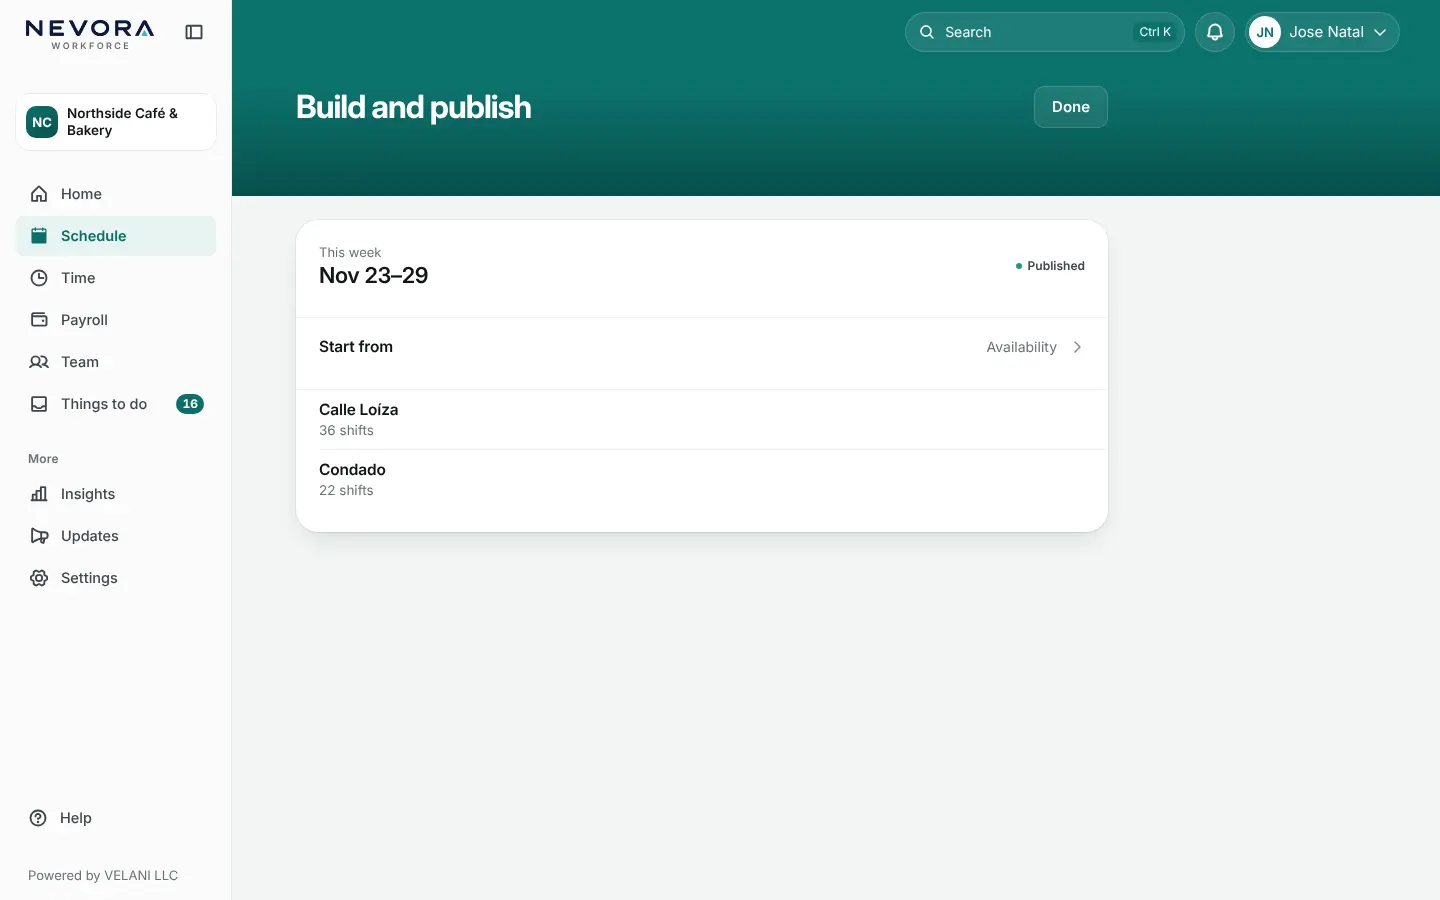 NEVORA
WORKFORCE
Search
Ctrl K
JN
Jose Natal
Northside Café &
Bakery
NC
Build and publish
Done
Home
Schedule
Time
Payroll
Team
Things to do
16
More
Insights
Updates
Settings
Help
Powered by VELANI LLC
This week
Nov 23–29
Published
Start from
Availability
Calle Loíza
36 shifts
Condado
22 shifts